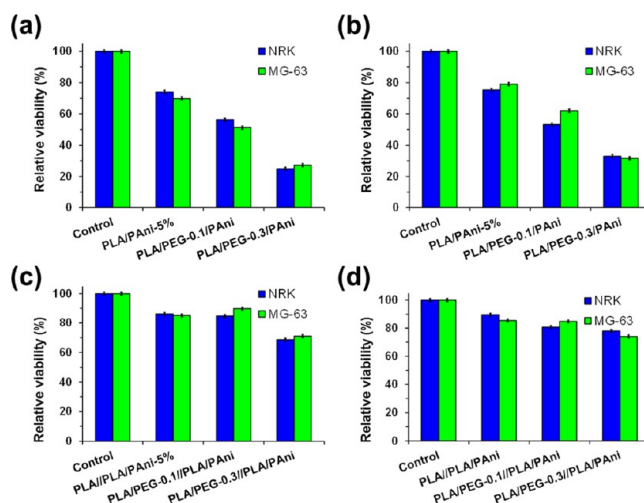 (a)
Relative viability (%)
100
80
60
40
20
0
NRK
MG-63
Control
PLA/PAni-5%
PLA/PEG-0.1/PAni
PLA/PEG-0.3/PAni
(b)
Relative viability (%)
100
80
60
40
20
0
NRK
MG-63
Control
PLA/PAni-5%
PLA/PEG-0.1/PAni
PLA/PEG-0.3/PAni
(c)
Relative viability (%)
100
80
60
40
20
0
NRK
MG-63
Control
PLA//PLA/PAni-5%
PLA/PEG-0.1//PLA/PAni
PLA/PEG-0.3//PLA/PAni
(d)
Relative viability (%)
100
80
60
40
20
0
NRK
MG-63
Control
PLA//PLA/PAni
PLA/PEG-0.1//PLA/PAni
PLA/PEG-0.3//PLA/PAni